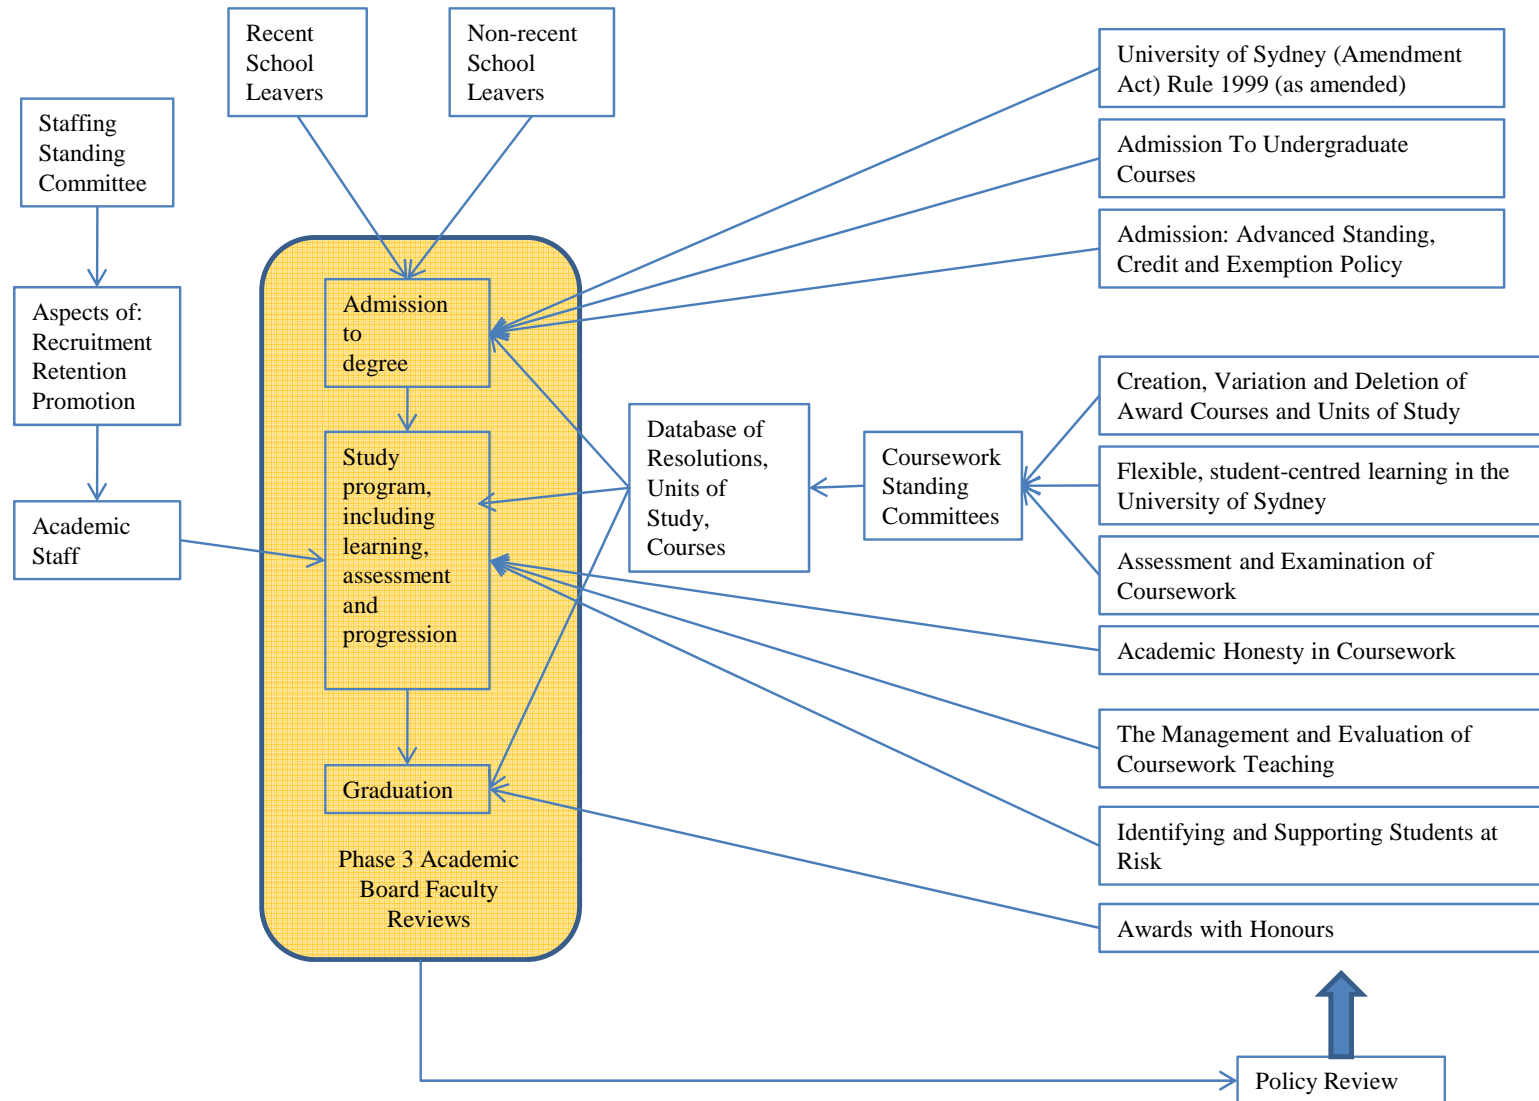 Recent
School
Leavers
Non-recent
School
Leavers
University of Sydney (Amendment
Act) Rule 1999 (as amended)
Staffing
Standing
Committee
Admission To Undergraduate
Courses
Admission: Advanced Standing,
Credit and Exemption Policy
Aspects of:
Recruitment
Retention
Promotion
Admission
to
degree
Creation, Variation and Deletion of
Award Courses and Units of Study
Study
program,
including
learning,
assessment
and
progression
Database of
Resolutions,
Units of
Study,
Courses
Coursework
Standing
Committees
Flexible, student-centred learning in the
University of Sydney
Academic
Staff
Assessment and Examination of
Coursework
Academic Honesty in Coursework
The Management and Evaluation of
Coursework Teaching
Graduation
Identifying and Supporting Students at
Risk
Phase 3 Academic
Board Faculty
Reviews
Awards with Honours
Policy Review